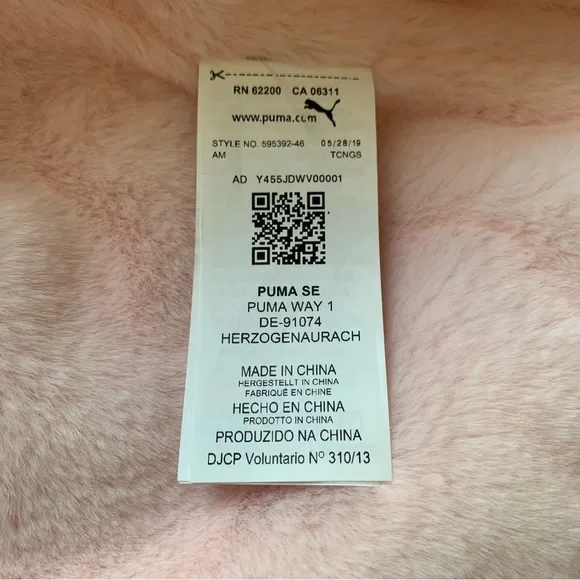 RN 62200 CA 06311
www.puma.com
STYLE NO. 595392-46 05/28/19
AM TCNGS
AD Y455JDWV00001
PUMA SE
PUMA WAY 1
DE-91074
HERZOGENAURACH
MADE IN CHINA
HERGESTELLT IN CHINA
FABRIQUÉ EN CHINE
HECHO EN CHINA
PRODOTTO IN CHINA
PRODUZIDO NA CHINA
DJCP Voluntario Nº 310/13